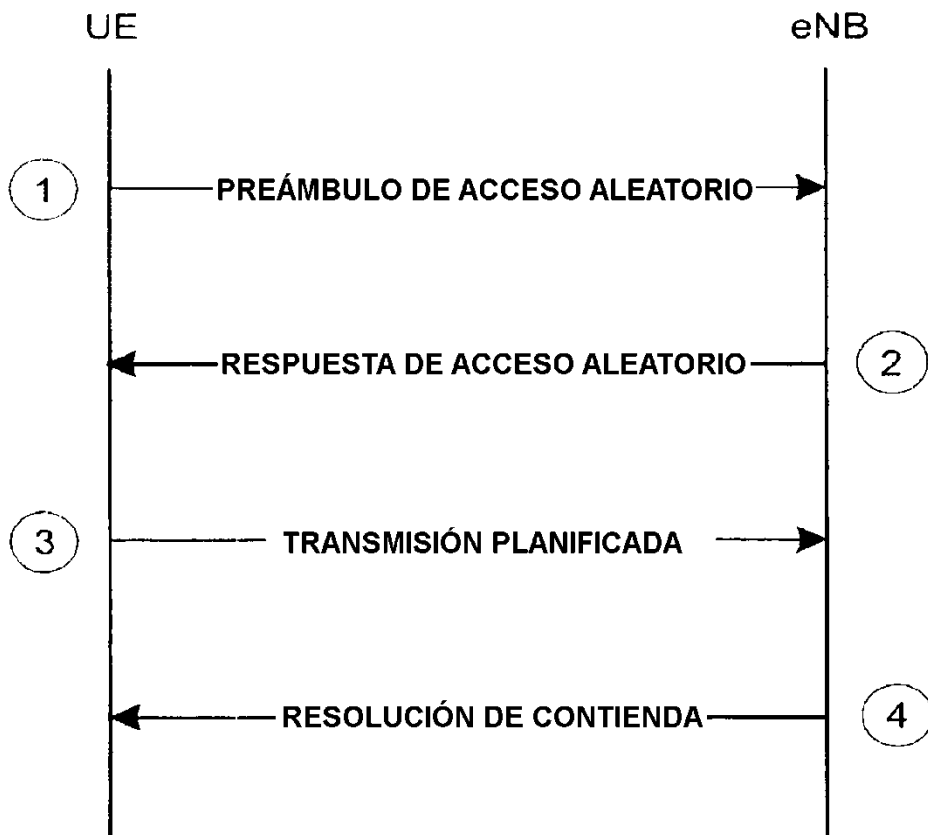 UE
eNB
1
PREÁMBULO DE ACCESO ALEATORIO
RESPUESTA DE ACCESO ALEATORIO
2
3
TRANSMISIÓN PLANIFICADA
RESOLUCIÓN DE CONTIENDA
4